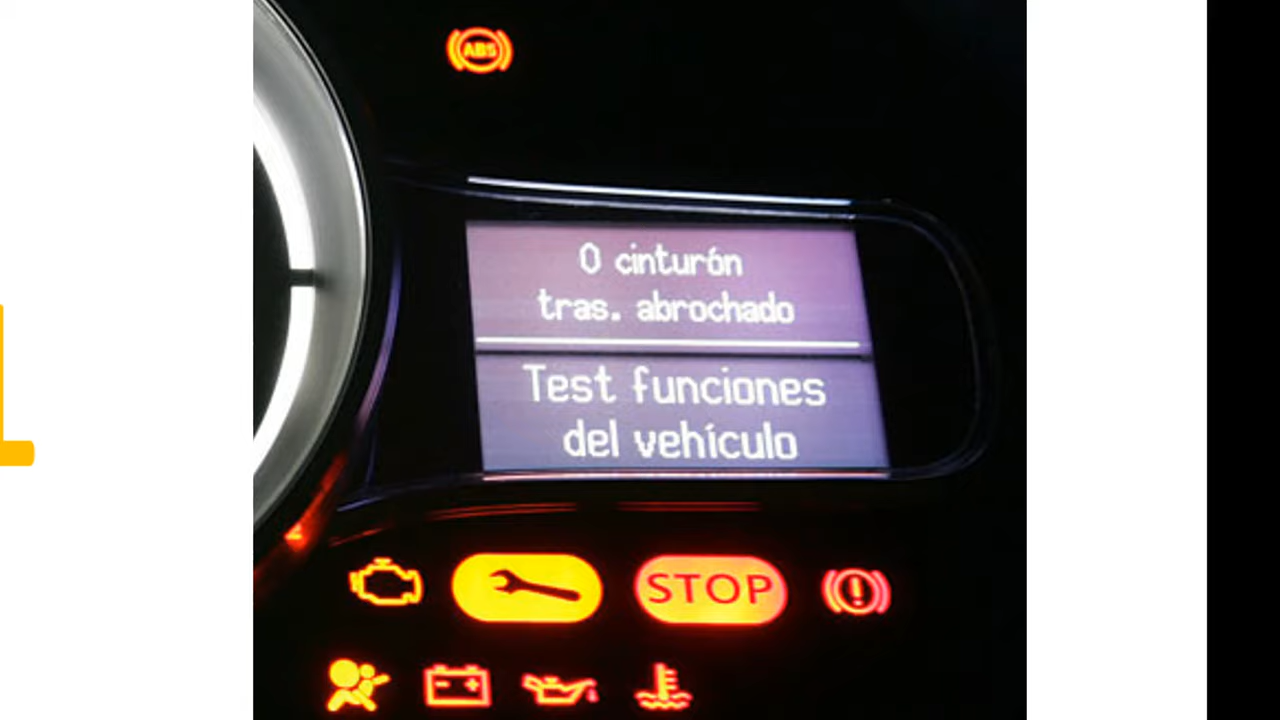 ABS
0 cinturón
tras. abrochado
Test funciones
del vehículo
STOP